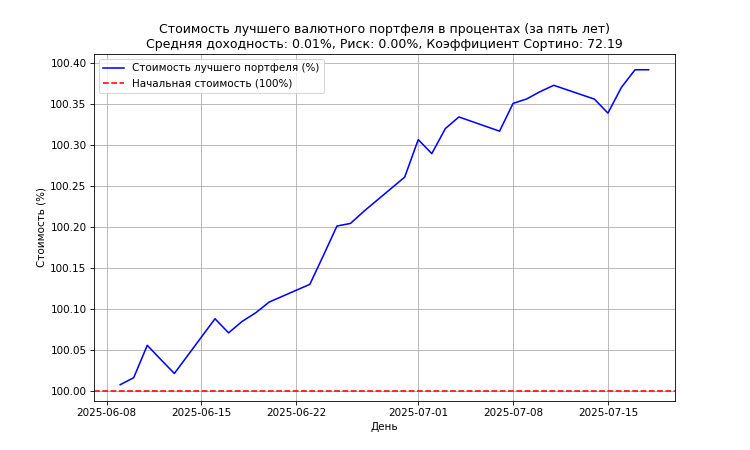 Стоимость лучшего валютного портфеля в процентах (за пять лет)
Средняя доходность: 0.01%, Риск: 0.00%, Коэффициент Сортино: 72.19
Стоимость лучшего портфеля (%)
Начальная стоимость (100%)
Стоимость (%)
100.40
100.35
100.30
100.25
100.20
100.15
100.10
100.05
100.00
2025-06-08
2025-06-15
2025-06-22
2025-07-01
2025-07-08
2025-07-15
День